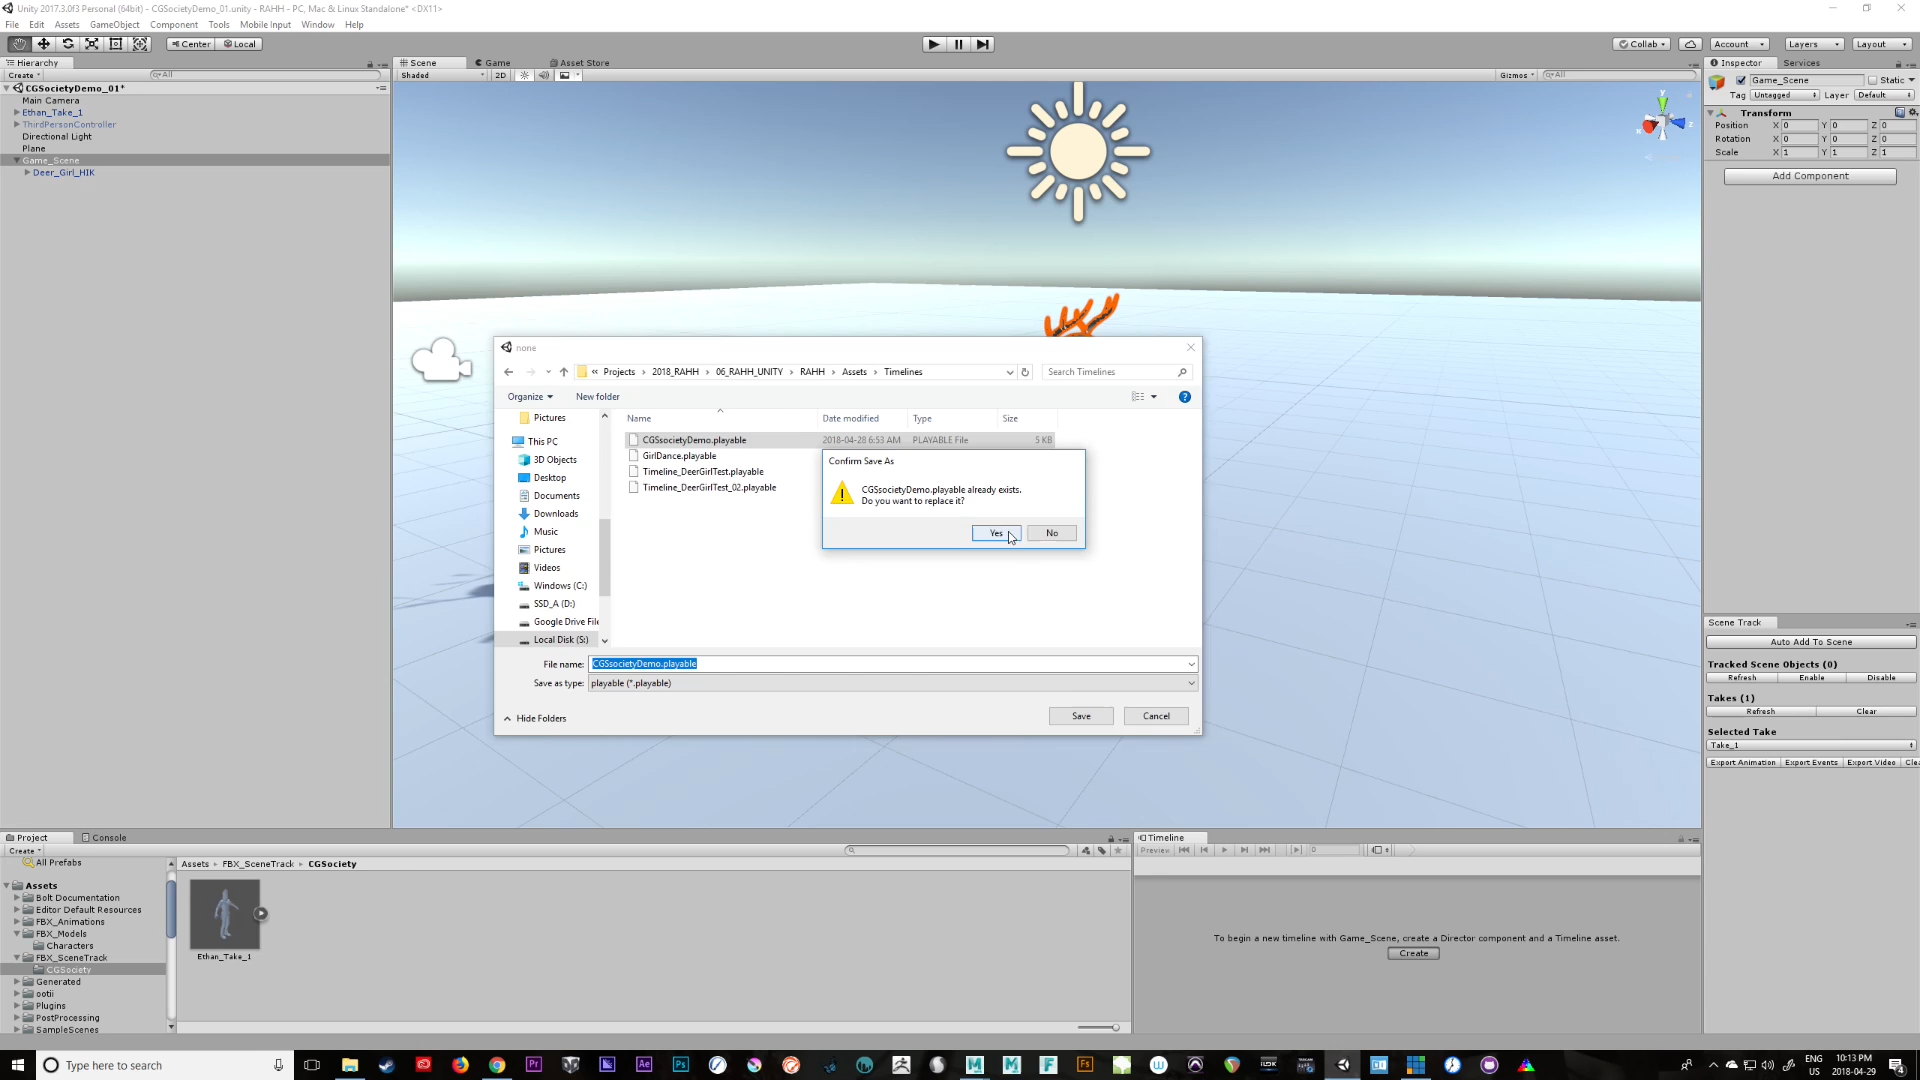 Unity 2017.3.0f3 Personal (64bit) - CGSocietyDemo_01.unity - RAHH - PC, Mac & Linux Standalone* <DX11>
File Edit Assets GameObject Component Tools Mobile Input Window Help
Center Local
Collab Account Layers Layout
Hierarchy
Create All
CGSocietyDemo_01*
Main Camera
Ethan_Take_1
ThirdPersonController
Directional Light
Plane
Game_Scene
Deer_Girl_HIK
Scene Game Asset Store
Shaded 2D Gizmos All
Inspector Services
Game_Scene Static
Tag Untagged Layer Default
Transform
Position X 0 Y 0 Z 0
Rotation X 0 Y 0 Z 0
Scale X 1 Y 1 Z 1
Add Component
y
none
« Projects > 2018_RAHH > 06_RAHH_UNITY > RAHH > Assets > Timelines
Search Timelines
Organize New folder
Name Date modified Type Size
Pictures
This PC
3D Objects
Desktop
Documents
Downloads
Music
Pictures
Videos
Windows (C:)
SSD_A (D:)
Google Drive File
Local Disk (S:)
CGSsocietyDemo.playable 2018-04-28 6:53 AM PLAYABLE File 5 KB
GirlDance.playable
Timeline_DeerGirlTest.playable
Timeline_DeerGirlTest_02.playable
Confirm Save As
CGSsocietyDemo.playable already exists.
Do you want to replace it?
Yes No
File name: CGSsocietyDemo.playable
Save as type: playable (*.playable)
Hide Folders
Save Cancel
Scene Track
Auto Add To Scene
Tracked Scene Objects (0)
Refresh Enable Disable
Takes (1)
Refresh Clear
Selected Take
Take_1
Export Animation Export Events Export Video Cle
Project Console
Create
All Prefabs
Assets
Bolt Documentation
Editor Default Resources
FBX_Animations
FBX_Models
Characters
FBX_SceneTrack
CGSociety
Generated
ootii
Plugins
PostProcessing
SampleScenes
Assets > FBX_SceneTrack > CGSociety
Ethan_Take_1
Timeline
Preview 0
To begin a new timeline with Game_Scene, create a Director component and a Timeline asset.
Create
Type here to search
ENG
US
10:13 PM
2018-04-29
4